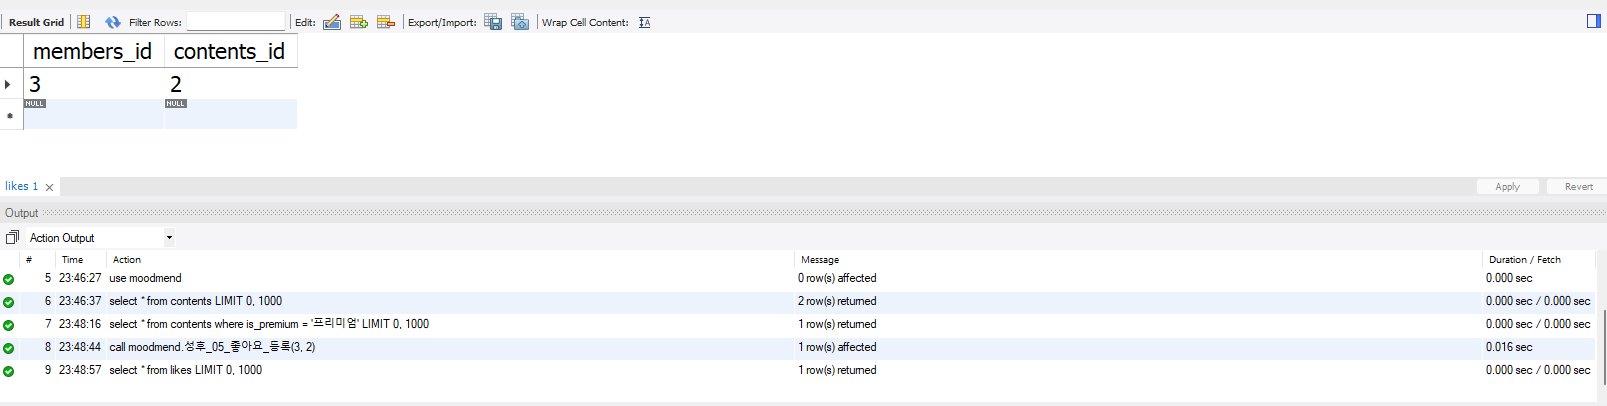 Result Grid Filter Rows: Edit: Export/Import: Wrap Cell Content:
members_id contents_id
3 2
NULL NULL
likes 1 Apply Revert
Output
Action Output
# Time Action Message Duration / Fetch
5 23:46:27 use moodmend 0 row(s) affected 0.000 sec
6 23:46:37 select * from contents LIMIT 0, 1000 2 row(s) returned 0.000 sec / 0.000 sec
7 23:48:16 select * from contents where is_premium = '프리미엄' LIMIT 0, 1000 1 row(s) returned 0.000 sec / 0.000 sec
8 23:48:44 call moodmend.성후_05_좋아요_등록(3, 2) 1 row(s) affected 0.016 sec
9 23:48:57 select * from likes LIMIT 0, 1000 1 row(s) returned 0.000 sec / 0.000 sec